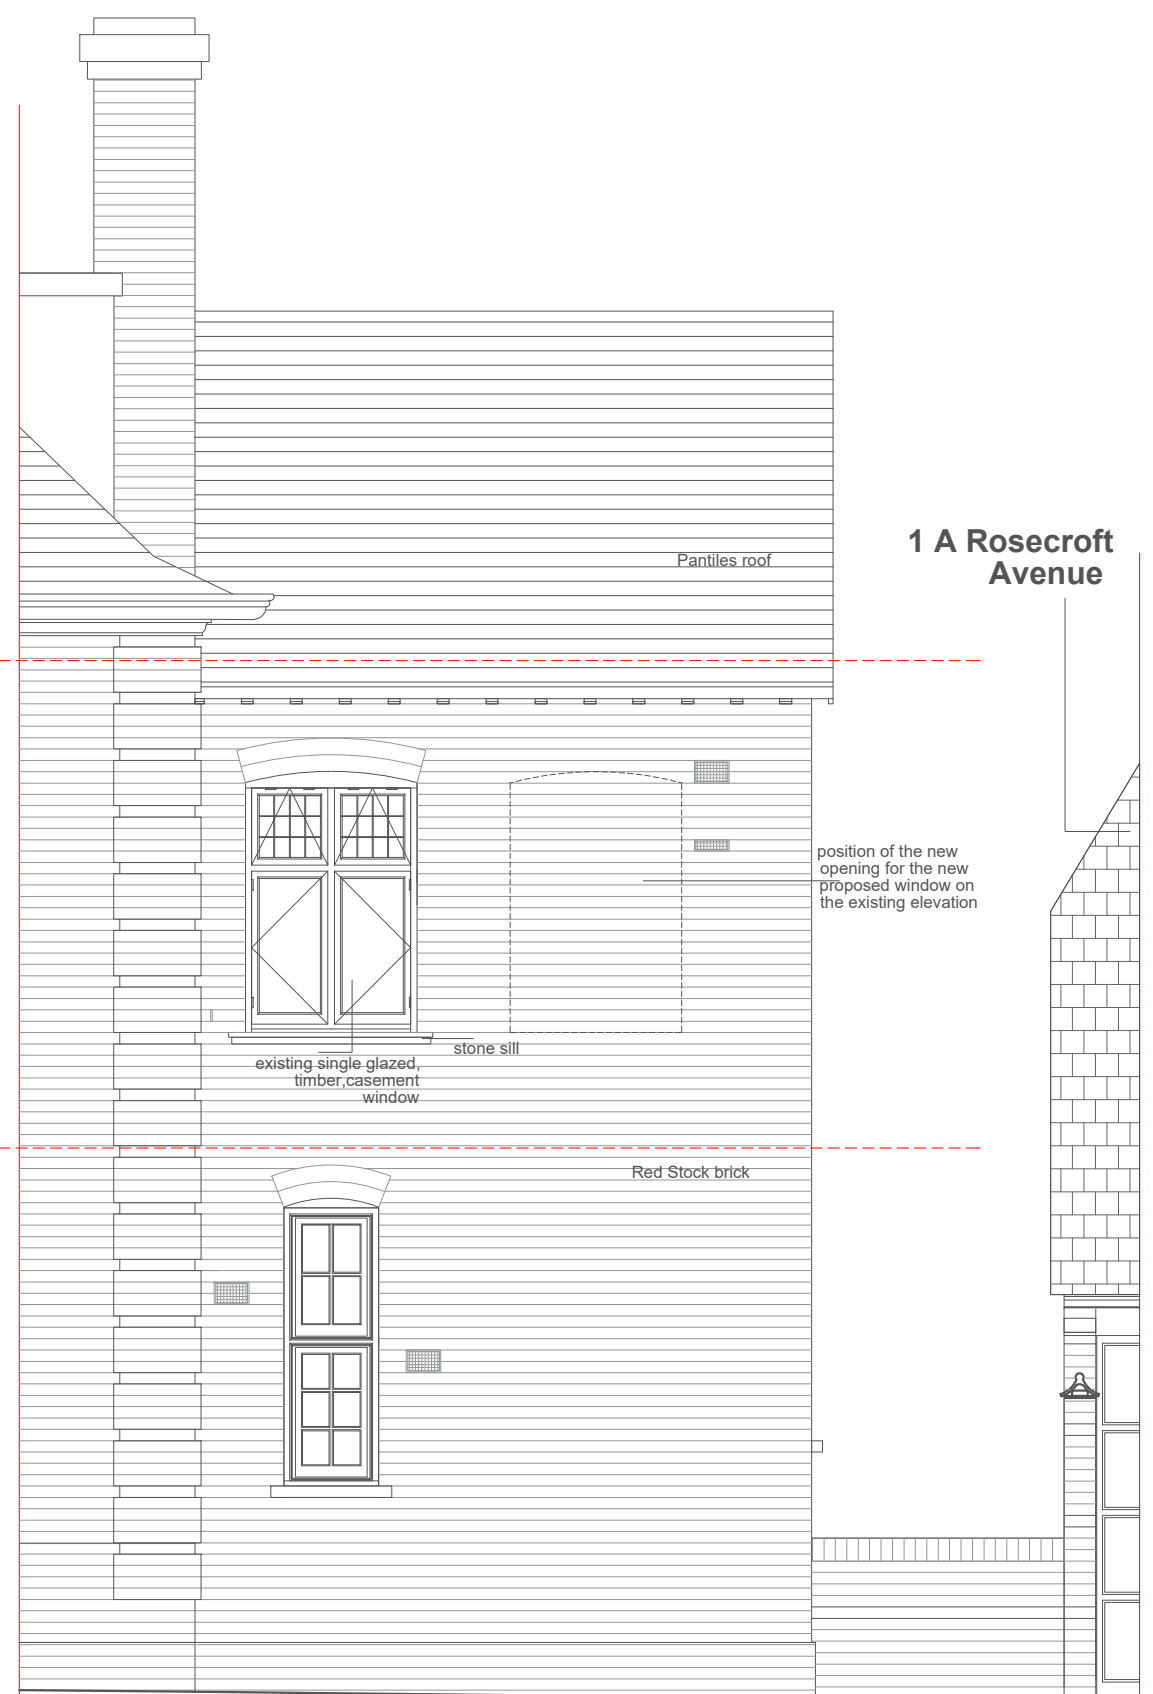 1 A Rosecroft
Avenue
Pantiles roof
position of the new
opening for the new
proposed window on
the existing elevation
stone sill
existing single glazed,
timber,casement
window
Red Stock brick